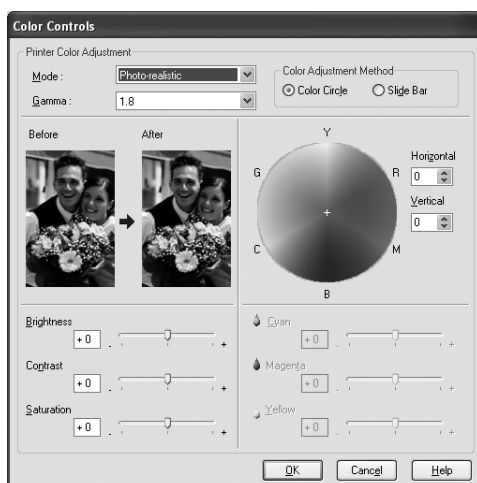 Color Controls
Printer Color Adjustment
Mode :
Photo-realistic
Gamma :
1.8
Color Adjustment Method
Color Circle
Slide Bar
Before
After
Y
G
R
C
M
B
Horizontal
0
Vertical
0
Brightness
+ 0
- +
Contrast
+ 0
- +
Saturation
+ 0
- +
Cyan
+ 0
- +
Magenta
+ 0
- +
Yellow
+ 0
- +
OK
Cancel
Help